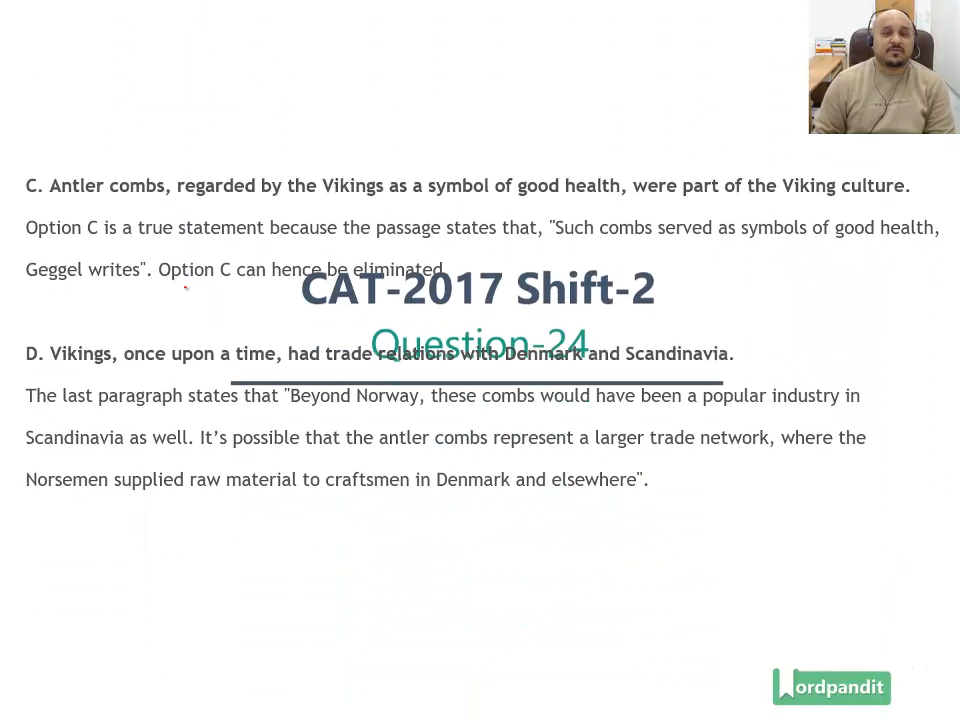 C. Antler combs, regarded by the Vikings as a symbol of good health, were part of the Viking culture.
Option C is a true statement because the passage states that, "Such combs served as symbols of good health,
Geggel writes". Option C can hence be eliminated
CAT-2017 Shift-2
Question-24
D. Vikings, once upon a time, had trade relations with Denmark and Scandinavia.
The last paragraph states that "Beyond Norway, these combs would have been a popular industry in
Scandinavia as well. It’s possible that the antler combs represent a larger trade network, where the
Norsemen supplied raw material to craftsmen in Denmark and elsewhere".
Wordpandit